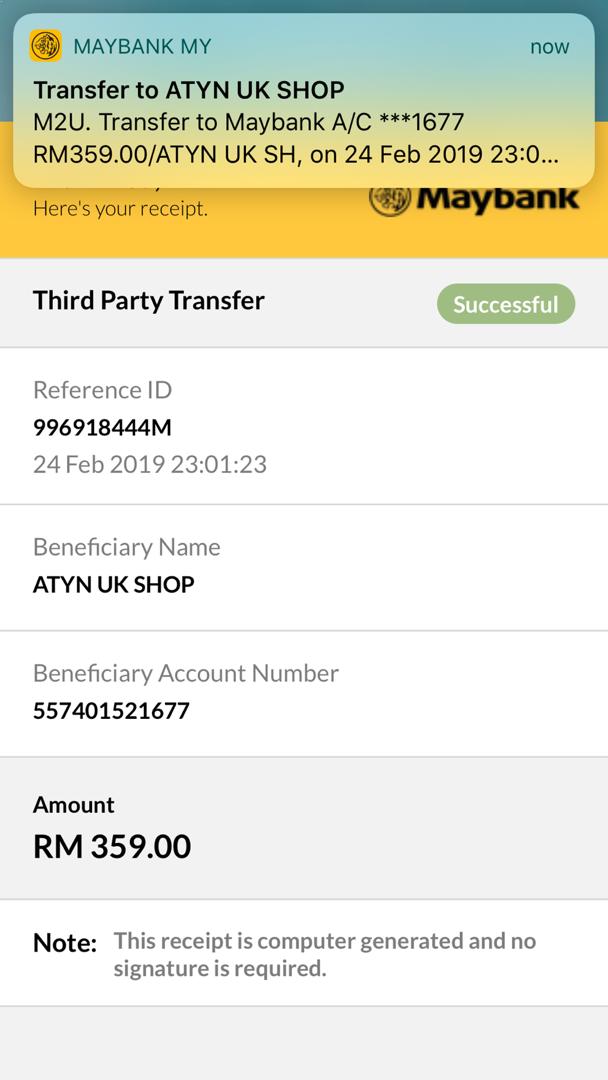 MAYBANK MY now
Transfer to ATYN UK SHOP
M2U. Transfer to Maybank A/C ***1677
RM359.00/ATYN UK SH, on 24 Feb 2019 23:0...
Here's your receipt.
Maybank
Third Party Transfer
Successful
Reference ID
996918444M
24 Feb 2019 23:01:23
Beneficiary Name
ATYN UK SHOP
Beneficiary Account Number
557401521677
Amount
RM 359.00
Note: This receipt is computer generated and no
signature is required.